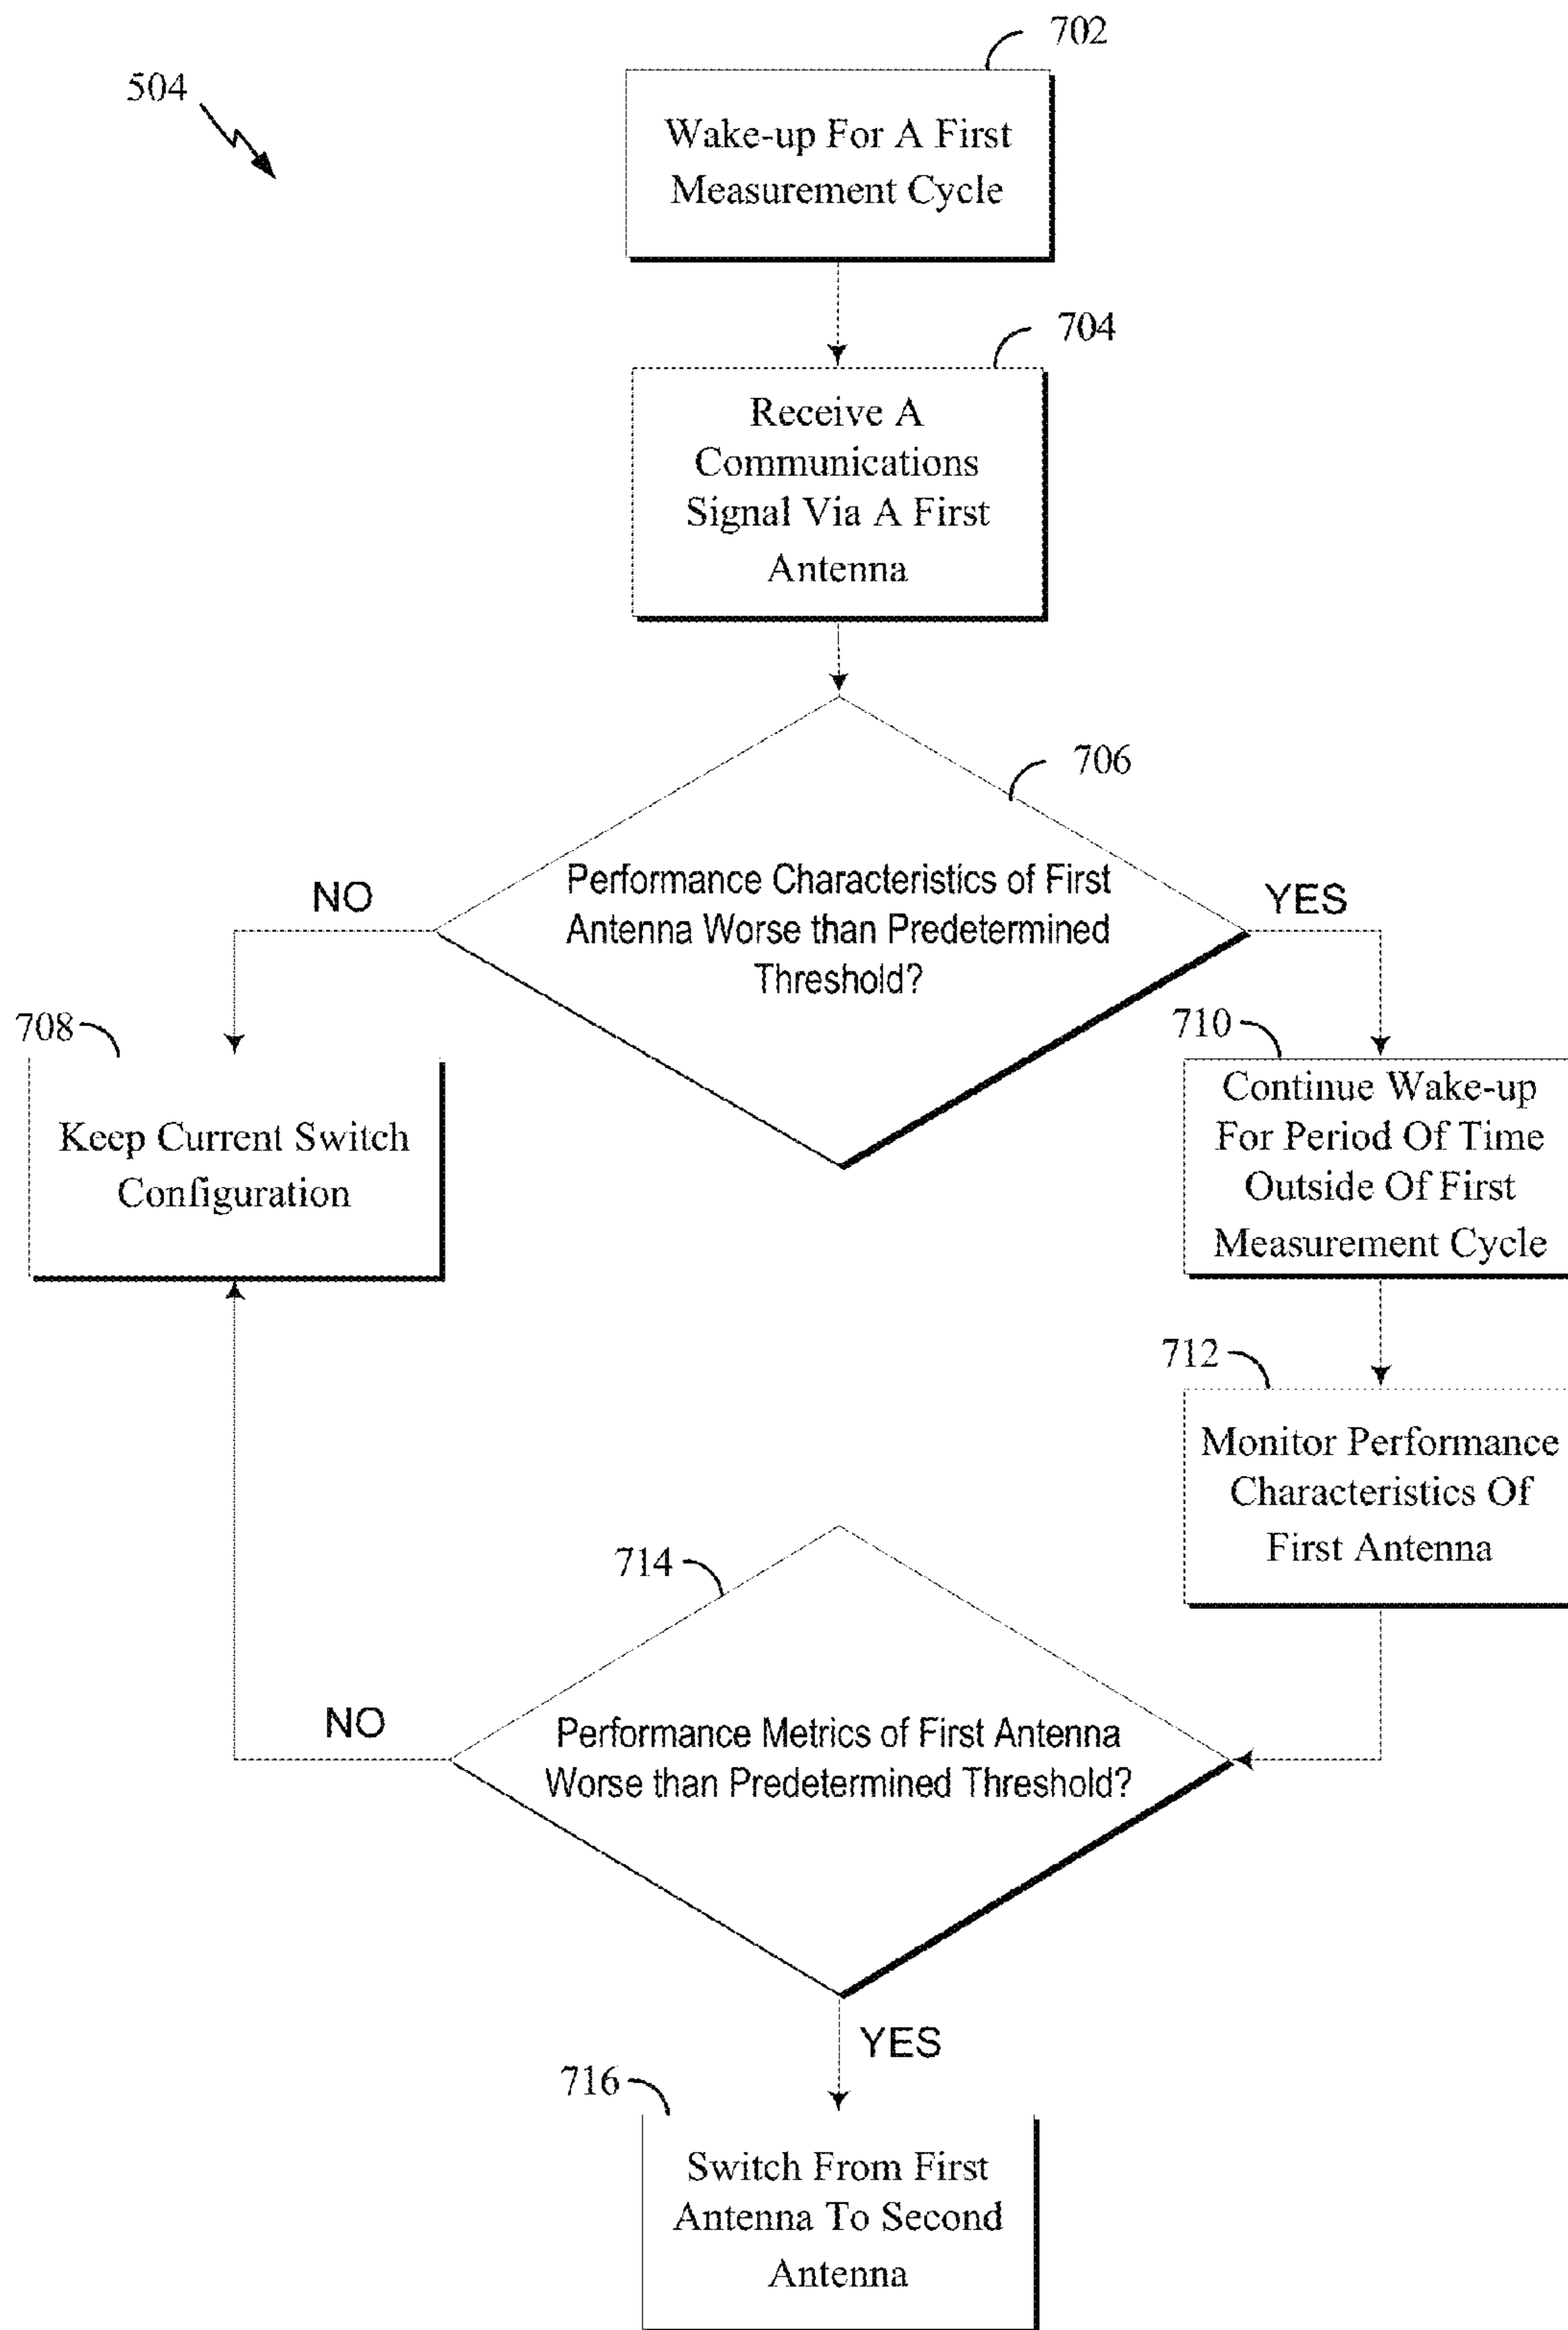 702
504
Wake-up For A First
Measurement Cycle
704
Receive A
Communications
Signal Via A First
Antenna
706
Performance Characteristics of First
Antenna Worse than Predetermined
Threshold?
NO
YES
708
Keep Current Switch
Configuration
710
Continue Wake-up
For Period Of Time
Outside Of First
Measurement Cycle
712
Monitor Performance
Characteristics Of
First Antenna
714
Performance Metrics of First Antenna
Worse than Predetermined Threshold?
NO
YES
716
Switch From First
Antenna To Second
Antenna